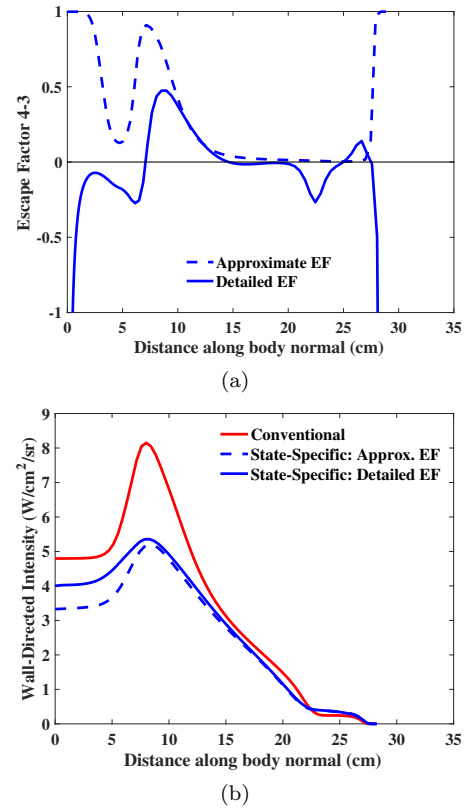 1
0.5
0
-0.5
-1
Escape Factor 4-3
Approximate EF
Detailed EF
0 5 10 15 20 25 30 35
Distance along body normal (cm)
(a)
9
8
7
6
5
4
3
2
1
0
Wall-Directed Intensity (W/cm²/sr)
Conventional
State-Specific: Approx. EF
State-Specific: Detailed EF
0 5 10 15 20 25 30 35
Distance along body normal (cm)
(b)